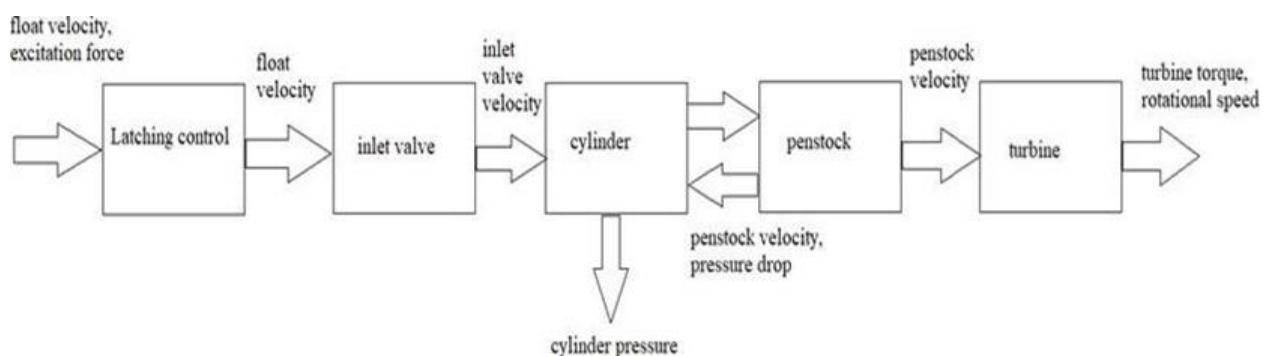 float velocity,
excitation force
float
velocity
inlet
valve
velocity
penstock
velocity
turbine torque,
rotational speed
Latching control
inlet valve
cylinder
penstock
turbine
penstock velocity,
pressure drop
cylinder pressure